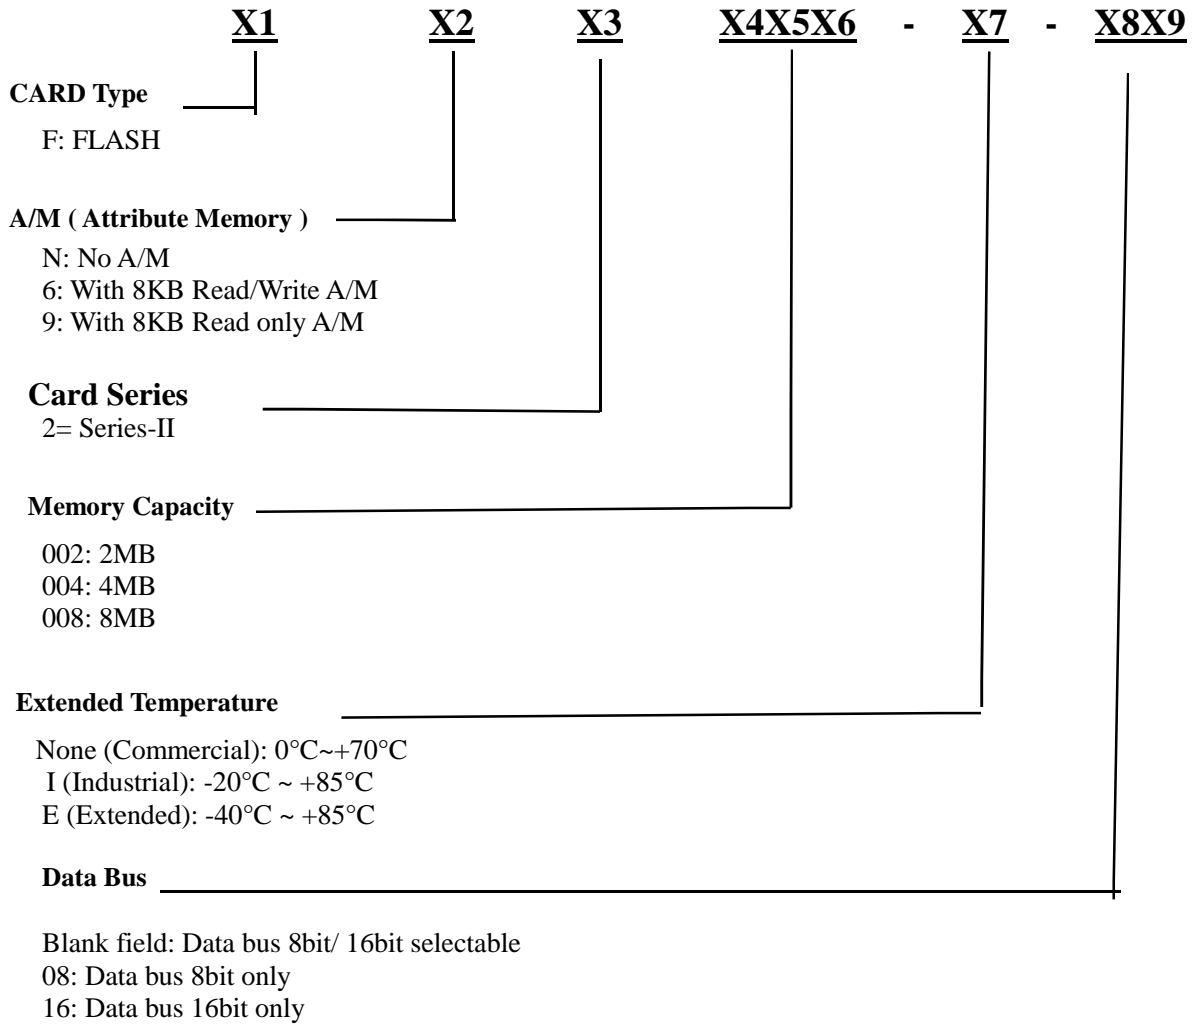 X1 X2 X3 X4X5X6 - X7 - X8X9
CARD Type
F: FLASH
A/M ( Attribute Memory )
N: No A/M
6: With 8KB Read/Write A/M
9: With 8KB Read only A/M
Card Series
2= Series-II
Memory Capacity
002: 2MB
004: 4MB
008: 8MB
Extended Temperature
None (Commercial): 0°C~+70°C
I (Industrial): -20°C ~ +85°C
E (Extended): -40°C ~ +85°C
Data Bus
Blank field: Data bus 8bit/ 16bit selectable
08: Data bus 8bit only
16: Data bus 16bit only